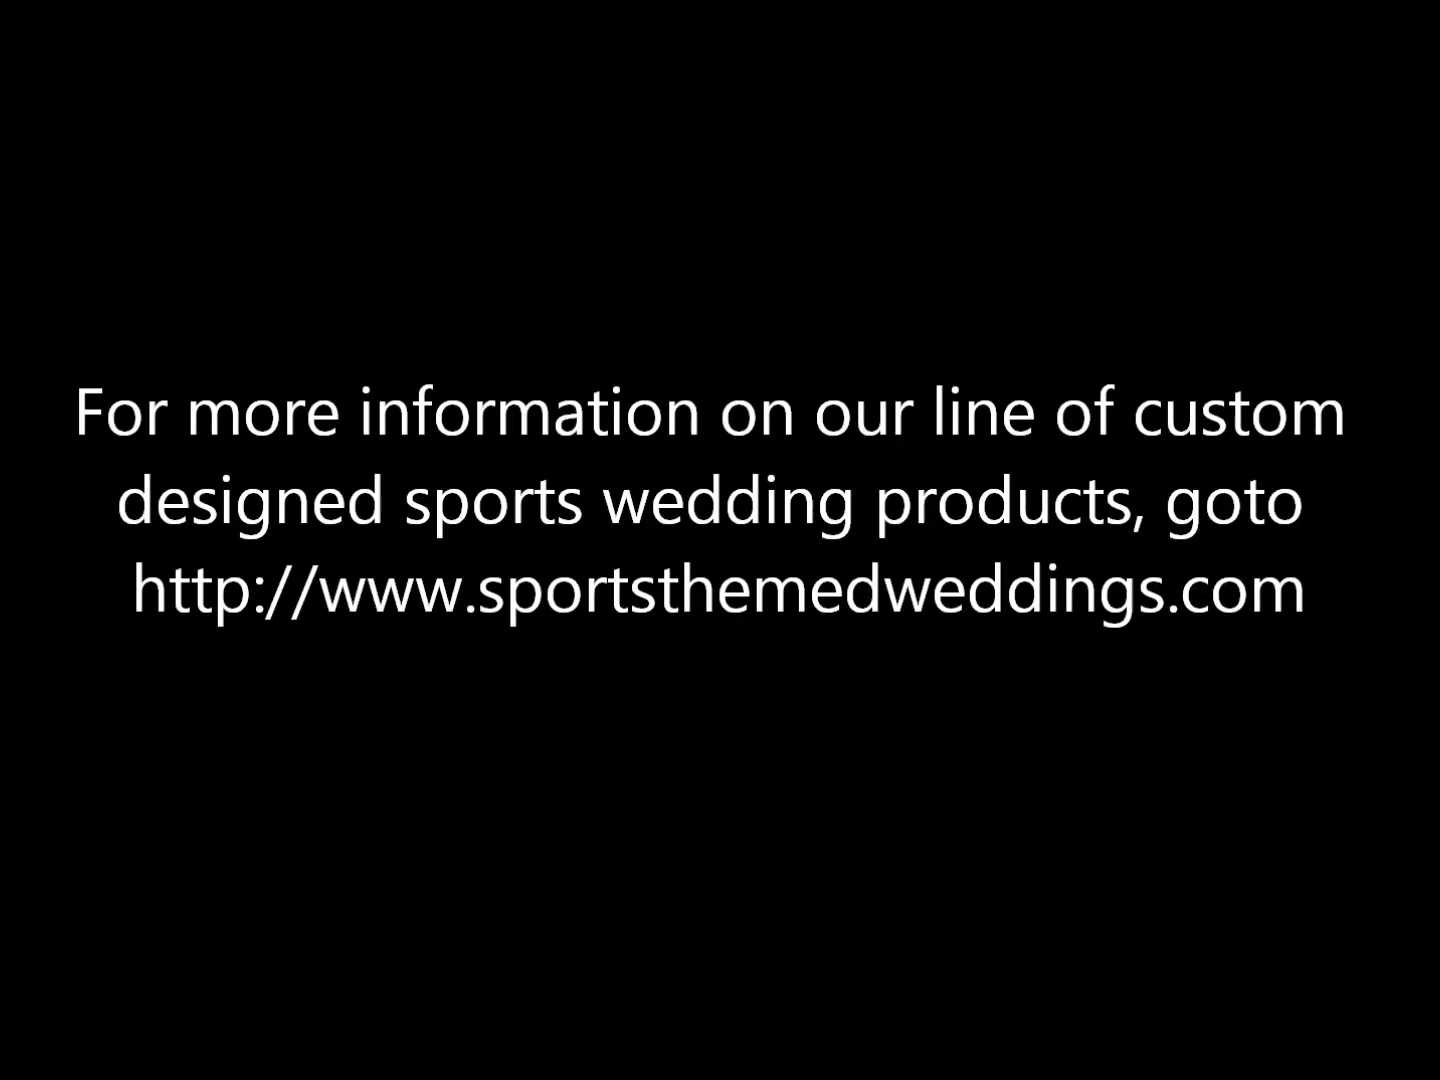 For more information on our line of custom
designed sports wedding products, goto
http://www.sportsthemedweddings.com